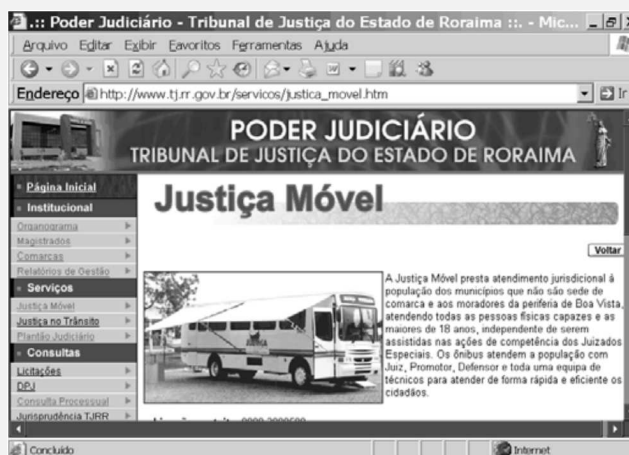 .:: Poder Judiciário - Tribunal de Justiça do Estado de Roraima ::. - Mic...
Arquivo Editar Exibir Favoritos Ferramentas Ajuda
Endereço http://www.tj.rr.gov.br/servicos/justica_movel.htm Ir
PODER JUDICIÁRIO
TRIBUNAL DE JUSTIÇA DO ESTADO DE RORAIMA
Página Inicial
Institucional
Organograma
Magistrados
Comarcas
Relatórios de Gestão
Serviços
Justiça Móvel
Justiça no Trânsito
Plantão Judiciário
Consultas
Licitações
DPJ
Consulta Processual
Jurisprudência TJRR
Justiça Móvel
Voltar
JUSTIÇA
A Justiça Móvel presta atendimento jurisdicional à
população dos municípios que não são sede de
comarca e aos moradores da periferia de Boa Vista,
atendendo todas as pessoas físicas capazes e as
maiores de 18 anos, independente de serem
assistidas nas ações de competência dos Juizados
Especiais. Os ônibus atendem a população com
Juiz, Promotor, Defensor e toda uma equipa de
técnicos para atender de forma rápida e eficiente os
cidadãos.
Concluído
Internet